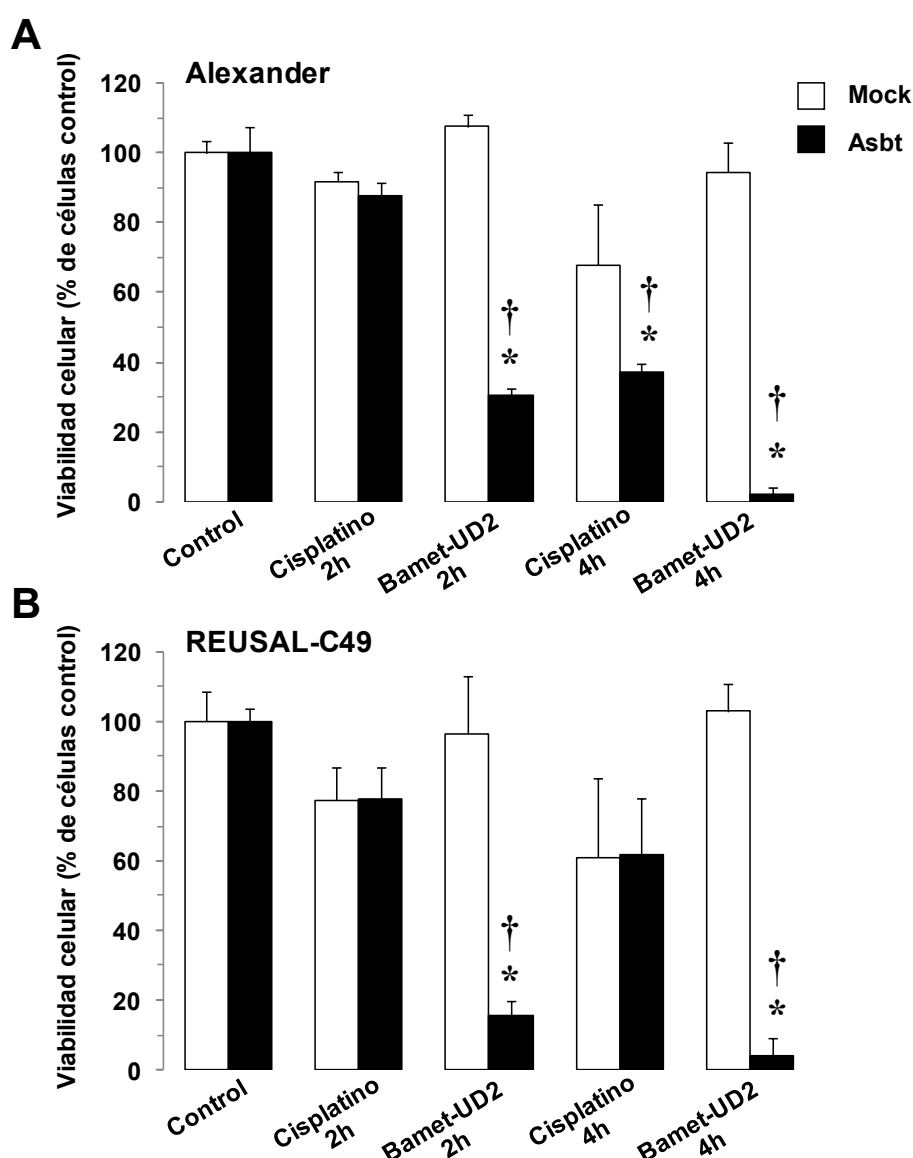 A
Alexander
Mock
Asbt
Viabilidad celular (% de células control)
120
100
80
60
40
20
0
Control
Cisplatino
2h
Bamet-UD2
2h
Cisplatino
4h
Bamet-UD2
4h
†
*
†
*
†
*
B
REUSAL-C49
Viabilidad celular (% de células control)
120
100
80
60
40
20
0
Control
Cisplatino
2h
Bamet-UD2
2h
Cisplatino
4h
Bamet-UD2
4h
†
*
†
*